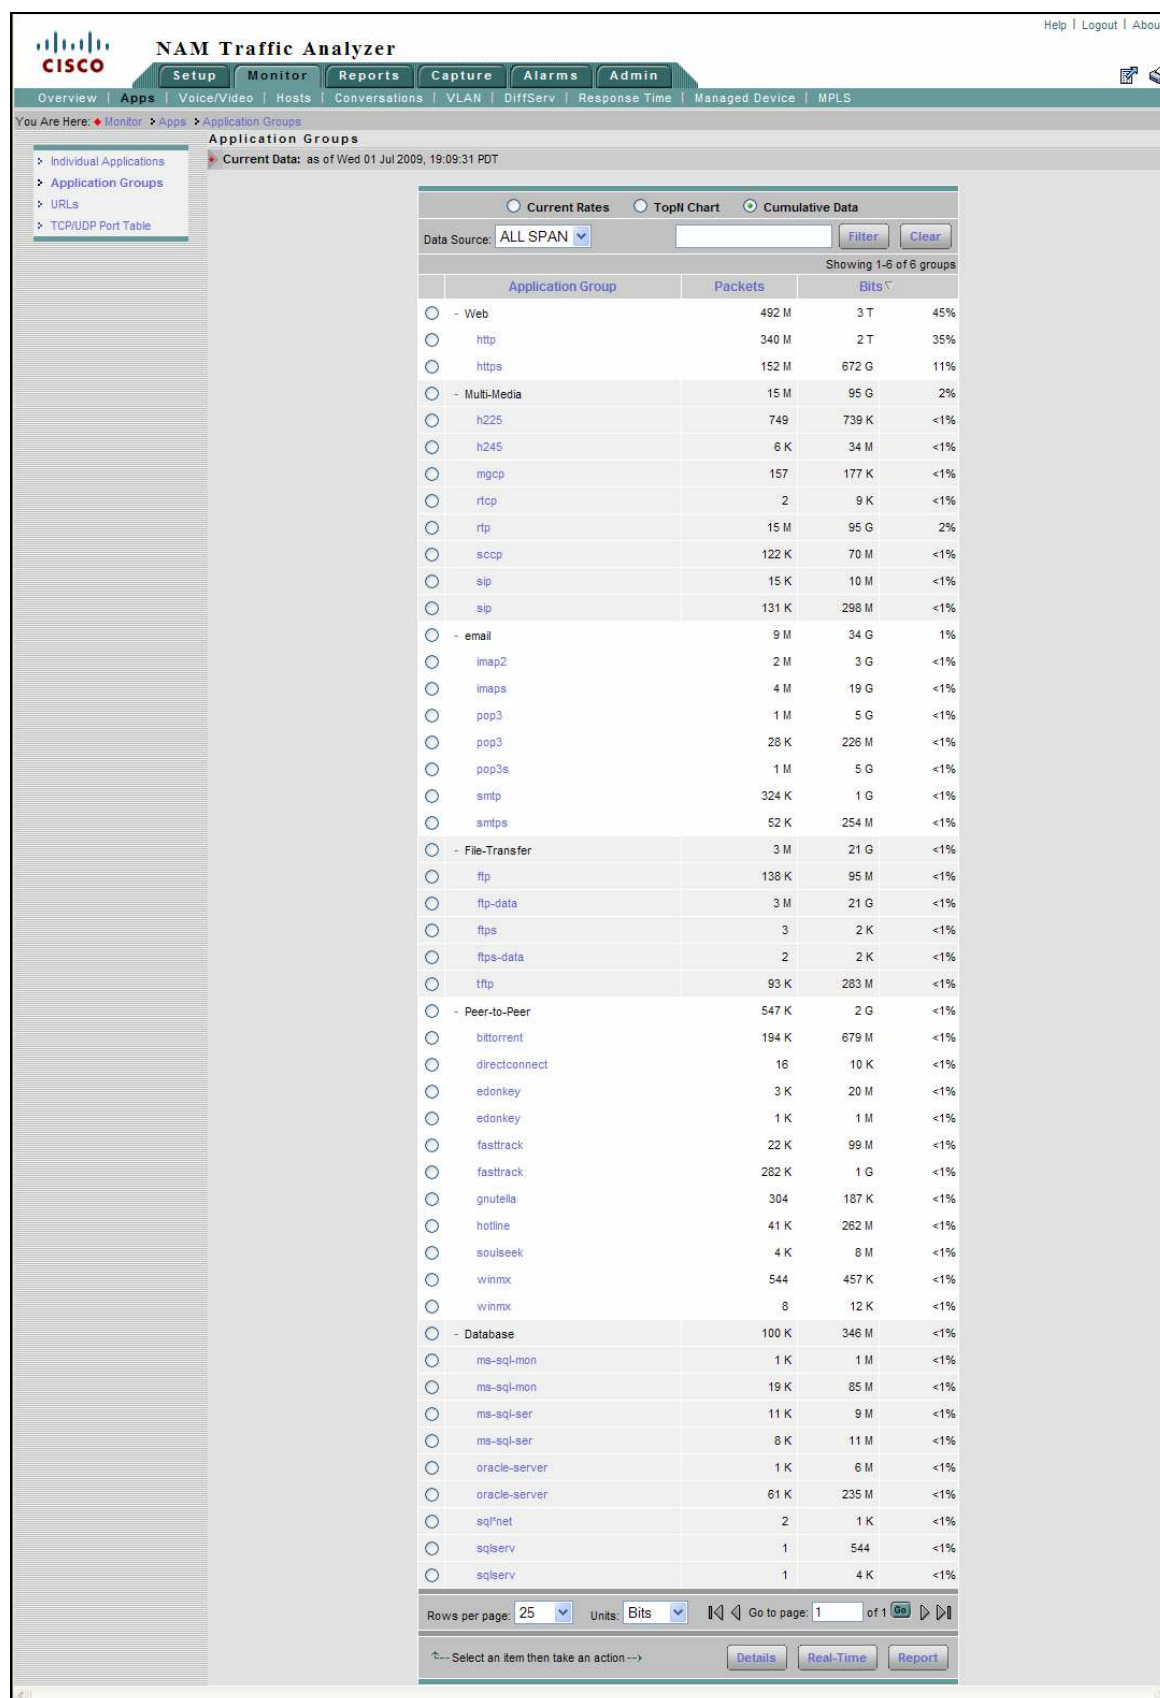 Help | Logout | Abou
CISCO
NAM Traffic Analyzer
Setup Monitor Reports Capture Alarms Admin
Overview | Apps | Voice/Video | Hosts | Conversations | VLAN | DiffServ | Response Time | Managed Device | MPLS
You Are Here: Monitor Apps Application Groups
Individual Applications
Application Groups
URLs
TCP/UDP Port Table
Application Groups
Current Data: as of Wed 01 Jul 2009, 19:09:31 PDT
Current Rates TopN Chart Cumulative Data
Data Source: ALL SPAN Filter Clear
Showing 1-6 of 6 groups
Application Group Packets Bits
- Web 492 M 3 T 45%
http 340 M 2 T 35%
https 152 M 672 G 11%
- Multi-Media 15 M 95 G 2%
h225 749 739 K <1%
h245 6 K 34 M <1%
mgcp 157 177 K <1%
rtcp 2 9 K <1%
rtp 15 M 95 G 2%
sccp 122 K 70 M <1%
sip 15 K 10 M <1%
sip 131 K 298 M <1%
- email 9 M 34 G 1%
imap2 2 M 3 G <1%
imaps 4 M 19 G <1%
pop3 1 M 5 G <1%
pop3 28 K 226 M <1%
pop3s 1 M 5 G <1%
smtp 324 K 1 G <1%
smtps 52 K 254 M <1%
- File-Transfer 3 M 21 G <1%
ftp 138 K 95 M <1%
ftp-data 3 M 21 G <1%
ftps 3 2 K <1%
ftps-data 2 2 K <1%
tftp 93 K 283 M <1%
- Peer-to-Peer 547 K 2 G <1%
bittorrent 194 K 679 M <1%
directconnect 16 10 K <1%
edonkey 3 K 20 M <1%
edonkey 1 K 1 M <1%
fasttrack 22 K 99 M <1%
fasttrack 282 K 1 G <1%
gnutella 304 187 K <1%
hotline 41 K 262 M <1%
soulseek 4 K 8 M <1%
winmx 544 457 K <1%
winmx 8 12 K <1%
- Database 100 K 346 M <1%
ms-sql-mon 1 K 1 M <1%
ms-sql-mon 19 K 85 M <1%
ms-sql-ser 11 K 9 M <1%
ms-sql-ser 8 K 11 M <1%
oracle-server 1 K 6 M <1%
oracle-server 61 K 235 M <1%
sql*net 2 1 K <1%
sqlserv 1 544 <1%
sqlserv 1 4 K <1%
Rows per page: 25 Units: Bits Go to page: 1 of 1 Go
Select an item then take an action --> Details Real-Time Report